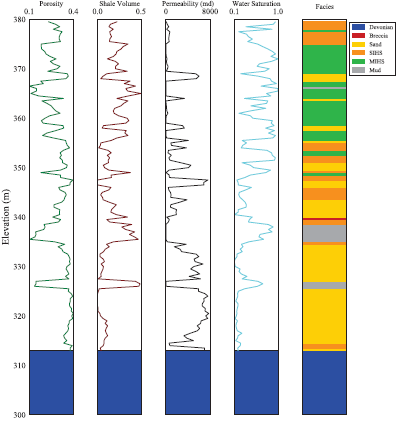 Porosity Shale Volume Permeability (md) Water Saturation Facies
0.1 0.4 0.0 0.5 0 8000 0.1 1.0
380
370
360
350
340
330
320
310
300
Elevation (m)
Devonian
Breccia
Sand
SIHS
MIHS
Mud